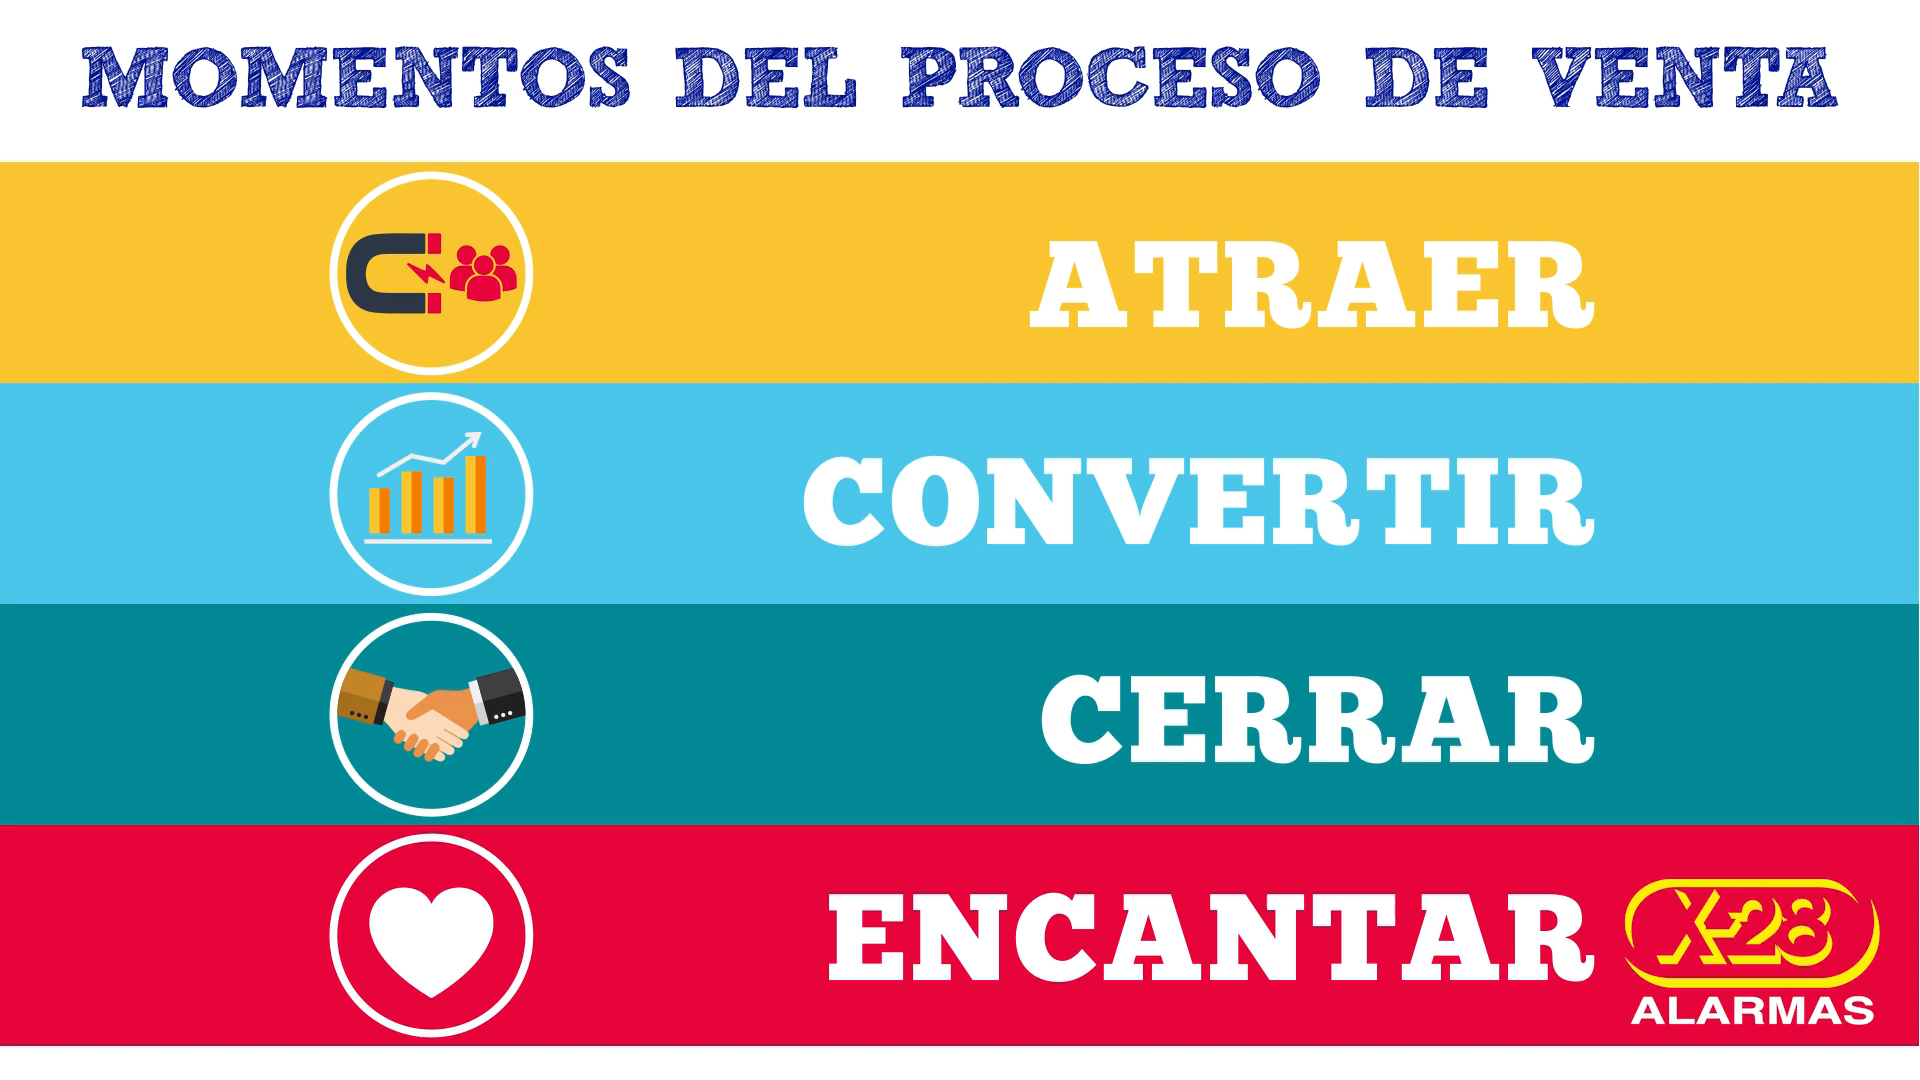 MOMENTOS DEL PROCESO DE VENTA
ATRAER
CONVERTIR
CERRAR
ENCANTAR
X-28
ALARMAS